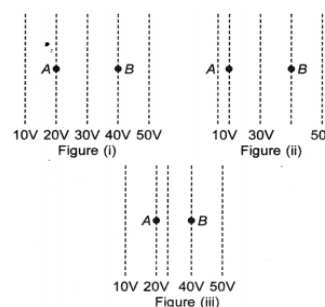 A B A B
10V 20V 30V 40V 50V 10V 30V 50
Figure (i) Figure (ii)
A B
10V 20V 40V 50V
Figure (iii)